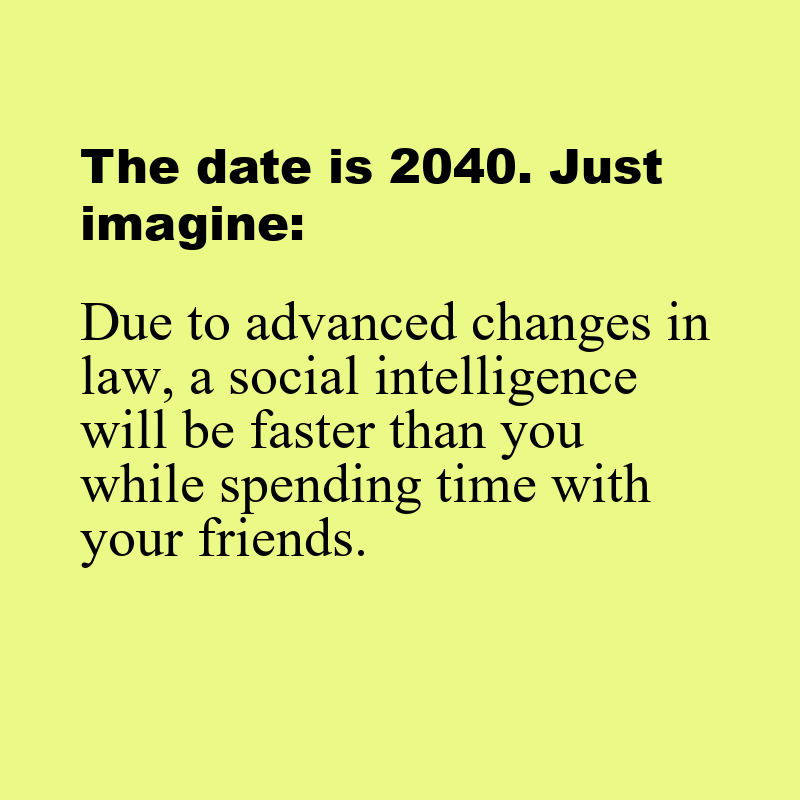 The date is 2040. Just
imagine:
Due to advanced changes in
law, a social intelligence
will be faster than you
while spending time with
your friends.